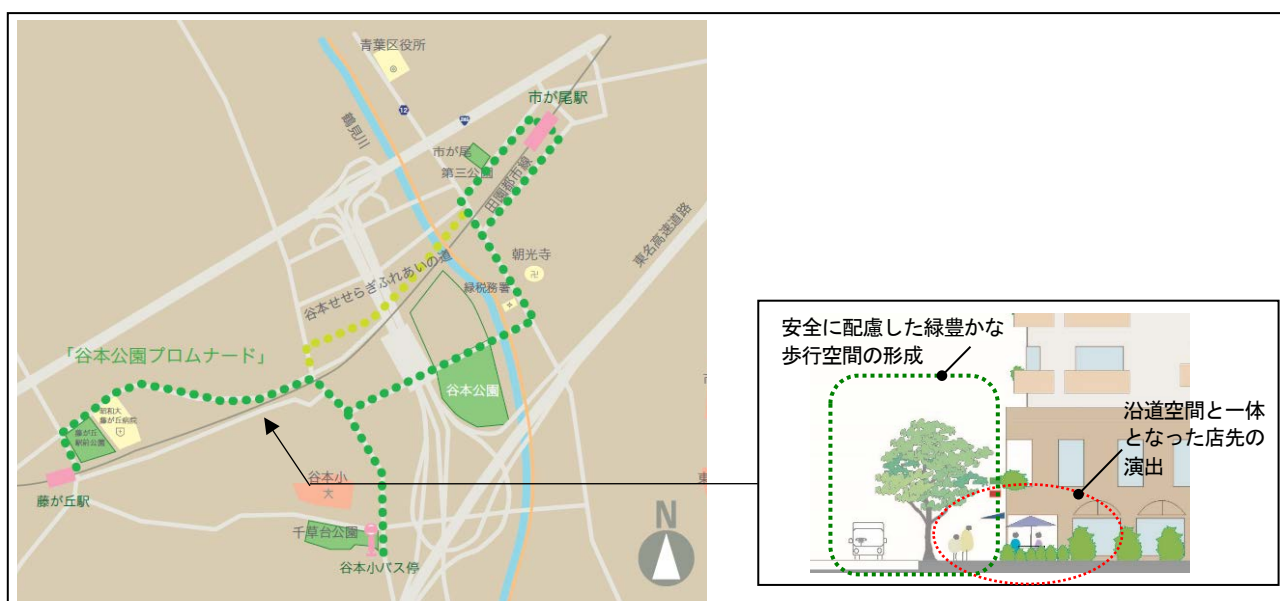 青葉区役所
市が尾駅
12
246
鶴見川
市が尾
第三公園
田園都市線
東名高速道路
朝光寺
卍
緑税務署
谷本せせらぎふれあいの道
「谷本公園プロムナード」
谷本公園
昭和大
藤が丘病院
藤が丘
駅前公園
藤が丘駅
谷本小
大
千草台公園
谷本小バス停
N
安全に配慮した緑豊かな
歩行空間の形成
沿道空間と一体
となった店先の
演出